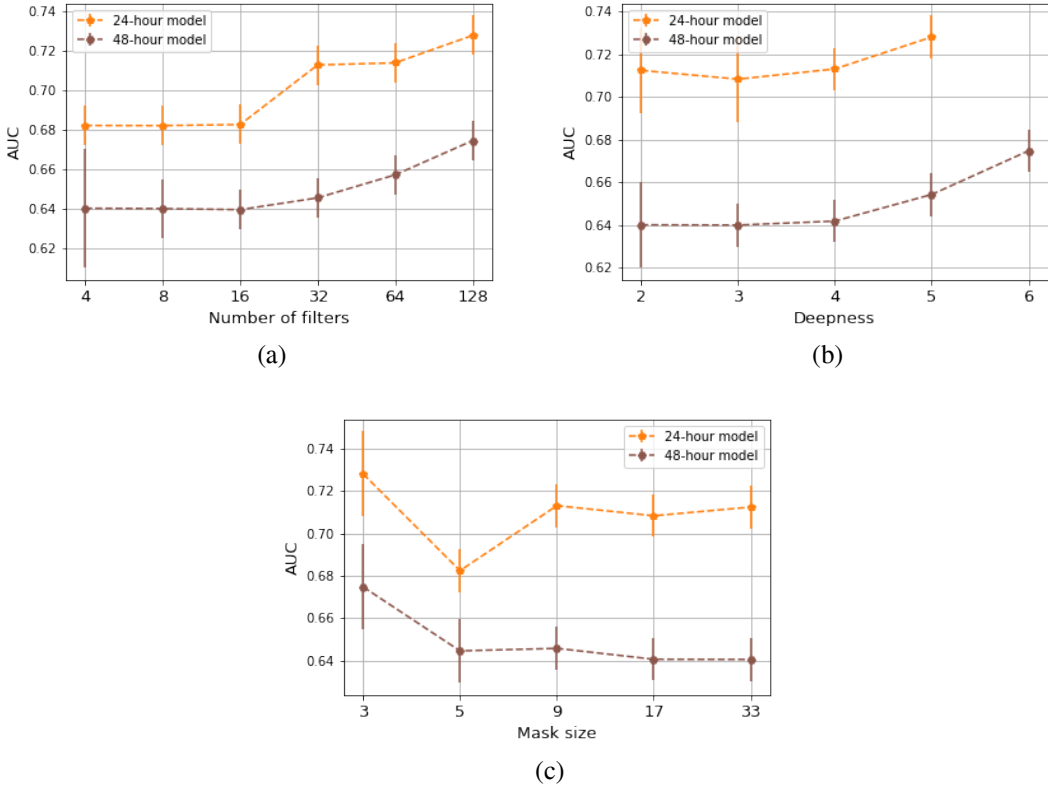 0.74
0.72
0.70
0.68
0.66
0.64
0.62
AUC
24-hour model
48-hour model
4 8 16 32 64 128
Number of filters
(a)
0.74
0.72
0.70
0.68
0.66
0.64
0.62
AUC
24-hour model
48-hour model
2 3 4 5 6
Deepness
(b)
0.74
0.72
0.70
0.68
0.66
0.64
AUC
24-hour model
48-hour model
3 5 9 17 33
Mask size
(c)